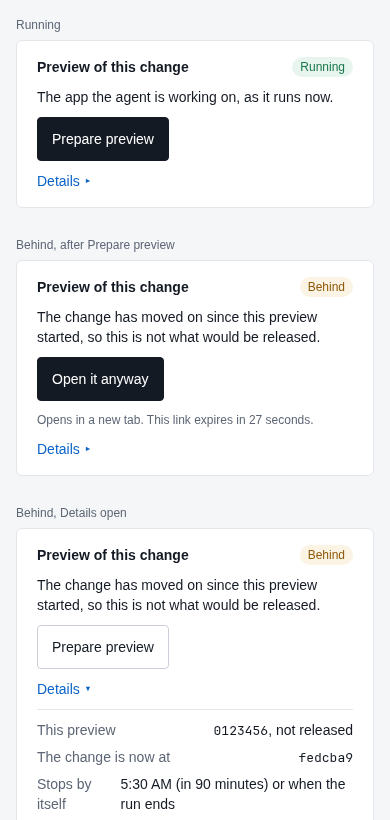 Running
Preview of this change
Running
The app the agent is working on, as it runs now.
Prepare preview
Details ▸
Behind, after Prepare preview
Preview of this change
Behind
The change has moved on since this preview
started, so this is not what would be released.
Open it anyway
Opens in a new tab. This link expires in 27 seconds.
Details ▸
Behind, Details open
Preview of this change
Behind
The change has moved on since this preview
started, so this is not what would be released.
Prepare preview
Details ▾
This preview
0123456, not released
The change is now at
fedcba9
Stops by
itself
5:30 AM (in 90 minutes) or when the
run ends